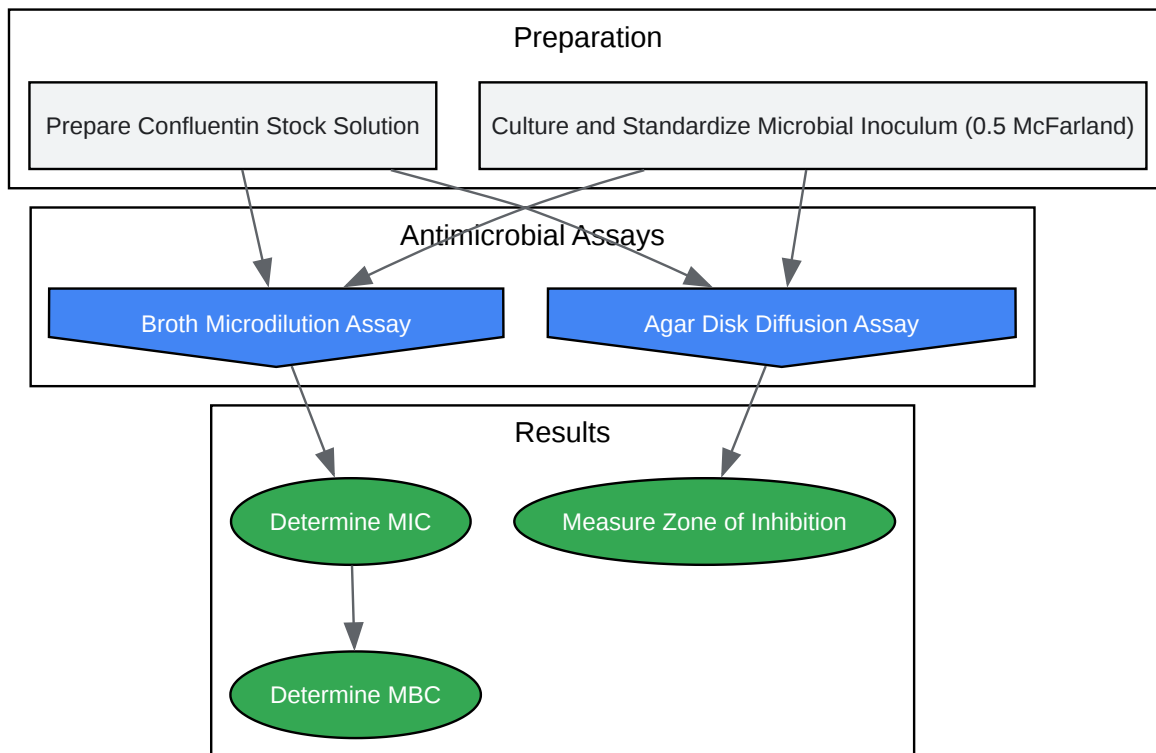 Preparation
Prepare Confluentin Stock Solution
Culture and Standardize Microbial Inoculum (0.5 McFarland)
Antimicrobial Assays
Broth Microdilution Assay
Agar Disk Diffusion Assay
Results
Determine MIC
Measure Zone of Inhibition
Determine MBC